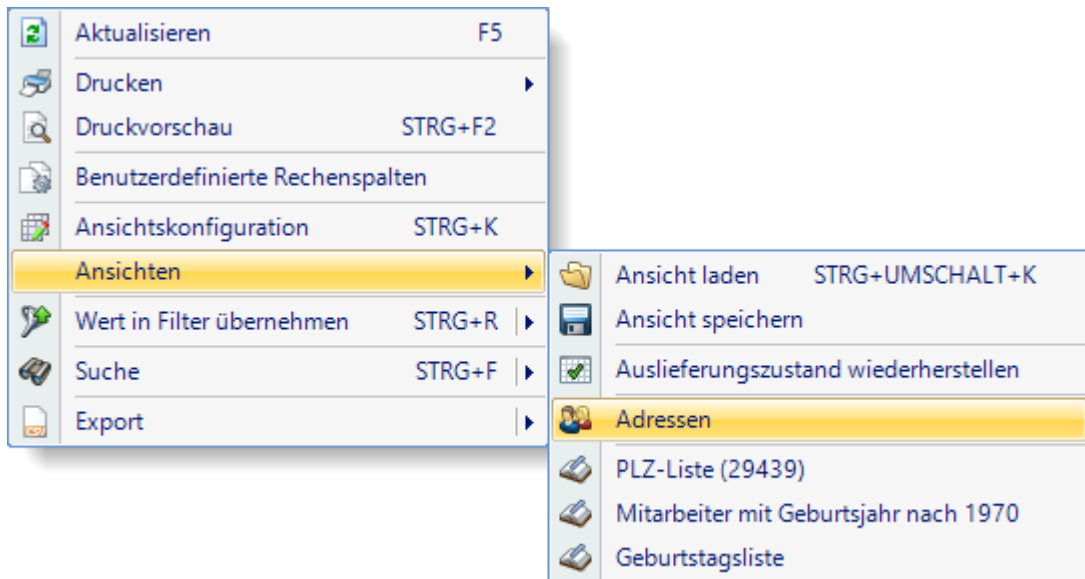 Aktualisieren F5
Drucken
Druckvorschau STRG+F2
Benutzerdefinierte Rechenspalten
Ansichtskonfiguration STRG+K
Ansichten
Wert in Filter übernehmen STRG+R
Suche STRG+F
Export
Ansicht laden STRG+UMSCHALT+K
Ansicht speichern
Auslieferungszustand wiederherstellen
Adressen
PLZ-Liste (29439)
Mitarbeiter mit Geburtsjahr nach 1970
Geburtstagsliste